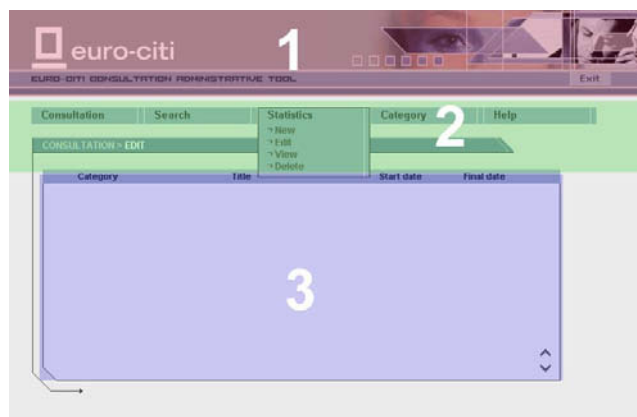 euro-citi
1
EURO-CITI CONSULTATION ADMINISTRATIVE TOOL
Exit
Consultation Search Statistics Category Help
2
New
Edit
View
Delete
CONSULTATION > EDIT
Category Title Start date Final date
3